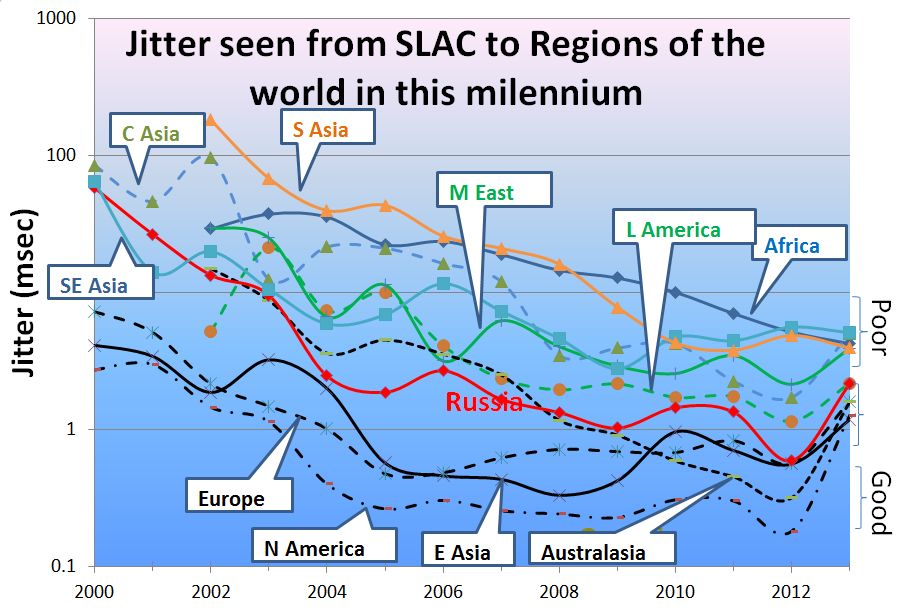 Jitter seen from SLAC to Regions of the
world in this milennium
1000
100
1
0.1
Jitter (msec)
C Asia
S Asia
M East
L America
Africa
SE Asia
Russia
Europe
N America
E Asia
Australasia
Poor
Good
2000
2002
2004
2006
2008
2010
2012